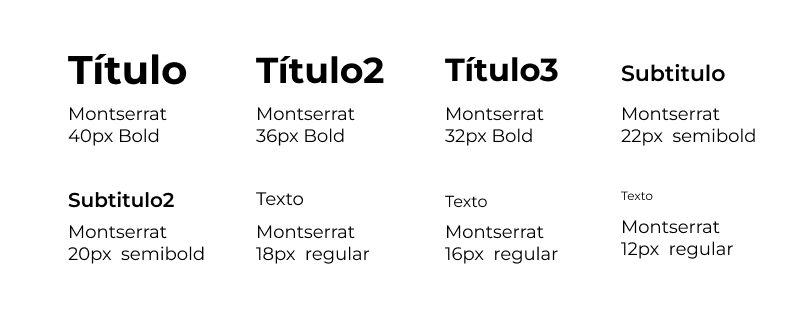 Título
Montserrat
40px Bold
Título2
Montserrat
36px Bold
Título3
Montserrat
32px Bold
Subtitulo
Montserrat
22px  semibold
Subtitulo2
Montserrat
20px  semibold
Texto
Montserrat
18px  regular
Texto
Montserrat
16px  regular
Texto
Montserrat
12px  regular